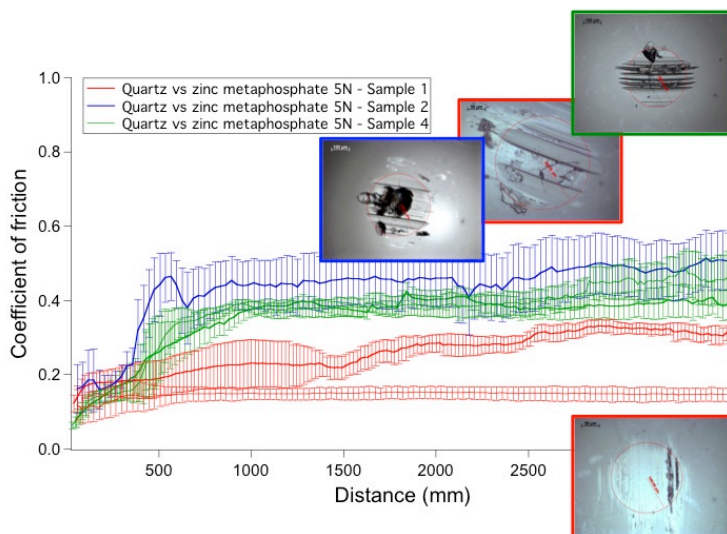 1.0
0.8
0.6
0.4
0.2
0.0
Coefficient of friction
Quartz vs zinc metaphosphate 5N - Sample 1
Quartz vs zinc metaphosphate 5N - Sample 2
Quartz vs zinc metaphosphate 5N - Sample 4
500
1000
1500
2000
2500
Distance (mm)